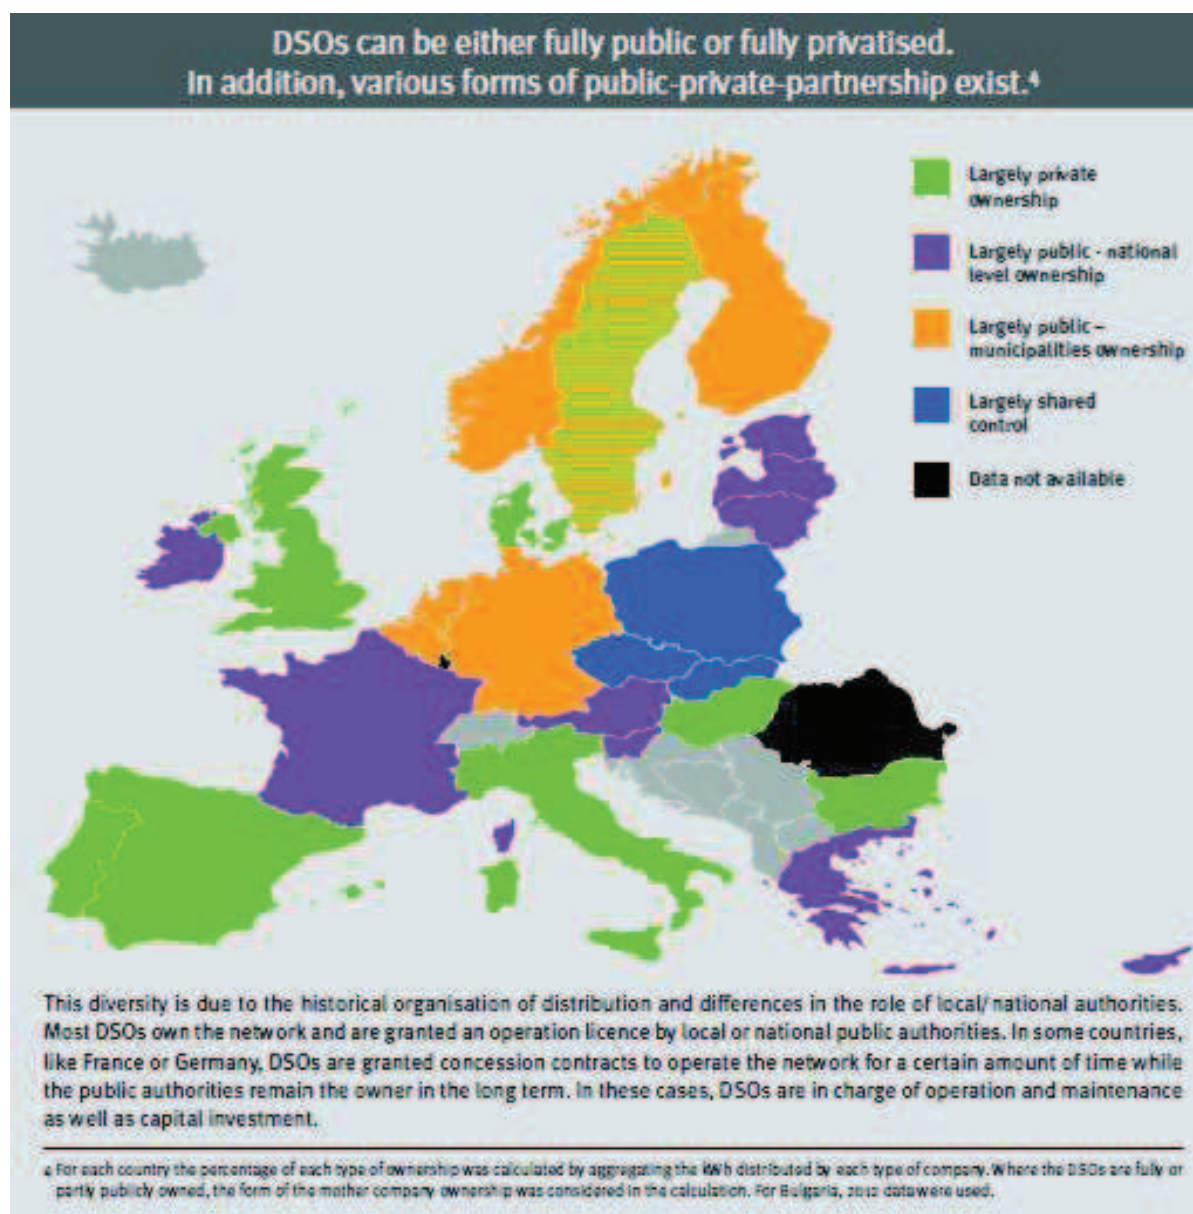 DSOs can be either fully public or fully privatised.
In addition, various forms of public-private-partnership exist.⁴
Largely private
ownership
Largely public - national
level ownership
Largely public –
municipalities ownership
Largely shared
control
Data not available
This diversity is due to the historical organisation of distribution and differences in the role of local/national authorities.
Most DSOs own the network and are granted an operation licence by local or national public authorities. In some countries,
like France or Germany, DSOs are granted concession contracts to operate the network for a certain amount of time while
the public authorities remain the owner in the long term. In these cases, DSOs are in charge of operation and maintenance
as well as capital investment.
4 For each country the percentage of each type of ownership was calculated by aggregating the kWh distributed by each type of company. Where the DSOs are fully or
partly publicly owned, the form of the mother company ownership was considered in the calculation. For Bulgaria, 2012 data were used.